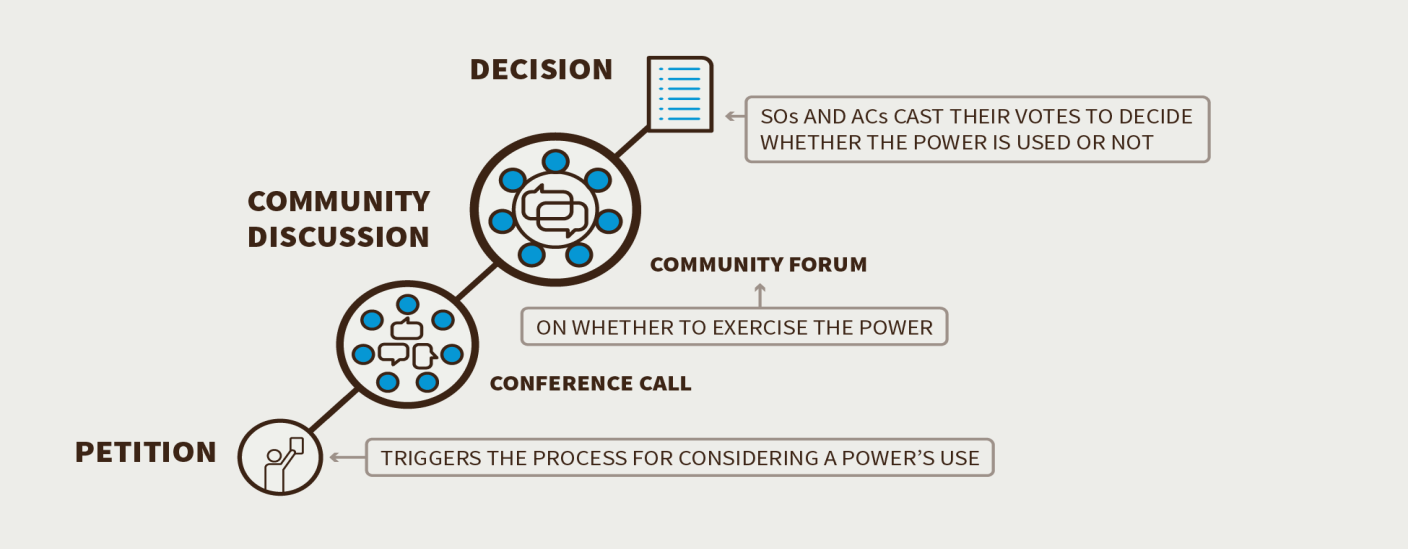 DECISION
SOs AND ACs CAST THEIR VOTES TO DECIDE
WHETHER THE POWER IS USED OR NOT
COMMUNITY
DISCUSSION
COMMUNITY FORUM
ON WHETHER TO EXERCISE THE POWER
CONFERENCE CALL
PETITION
TRIGGERS THE PROCESS FOR CONSIDERING A POWER’S USE